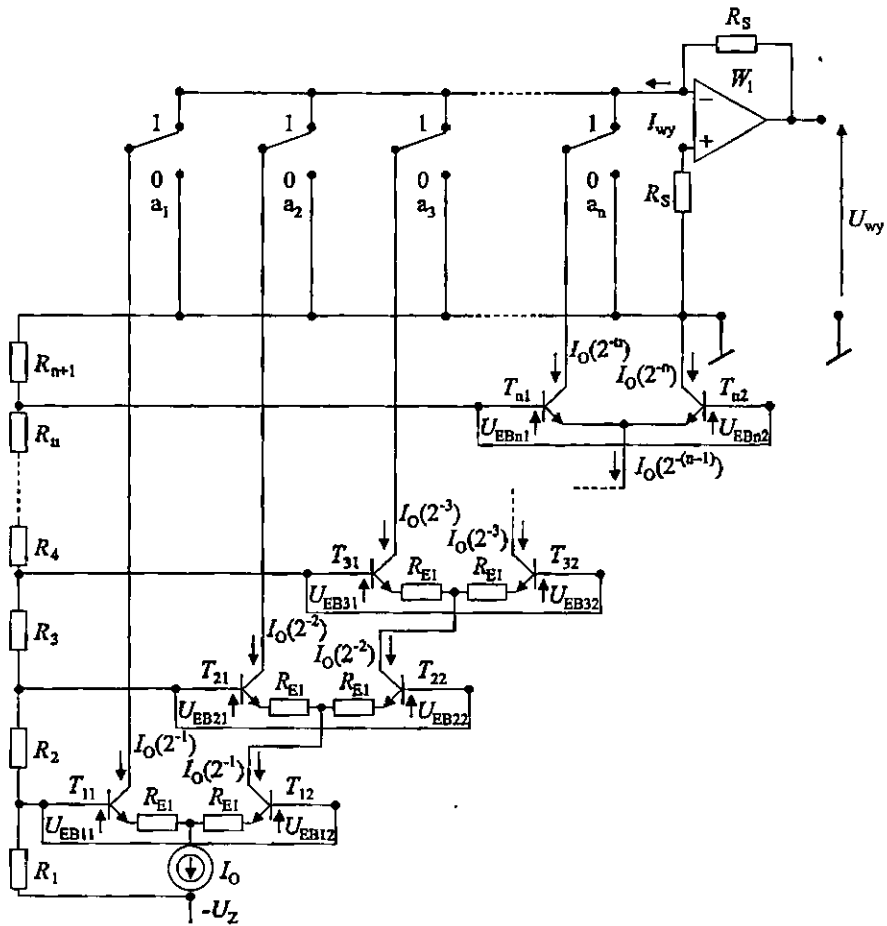 R_S
W_1
1 1 1 1
I_wy
− +
0 0 0 0
a_1 a_2 a_3 a_n
R_S
U_wy
R_n+1
I_O(2^-n) I_O(2^-n)
T_n1 T_n2
R_n
U_EBn1 U_EBn2
I_O(2^-(n-1))
I_O(2^-3) I_O(2^-3)
R_4
T_31 R_E1 R_E1 T_32
U_EB31 U_EB32
R_3
I_O(2^-2) I_O(2^-2)
T_21 R_E1 R_E1 T_22
U_EB21 U_EB22
R_2
I_O(2^-1) I_O(2^-1)
T_11 R_E1 R_E1 T_12
U_EB11 U_EB12
R_1
I_O
-U_Z